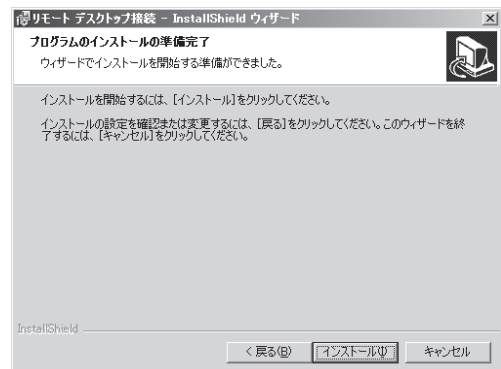 リモート デスクトップ接続 - InstallShield ウィザード
プログラムのインストールの準備完了
ウィザードでインストールを開始する準備ができました。
インストールを開始するには、[インストール]をクリックしてください。
インストールの設定を確認または変更するには、[戻る]をクリックしてください。このウィザードを終
了するには、[キャンセル]をクリックしてください。
InstallShield
< 戻る(B) インストール(I) キャンセル